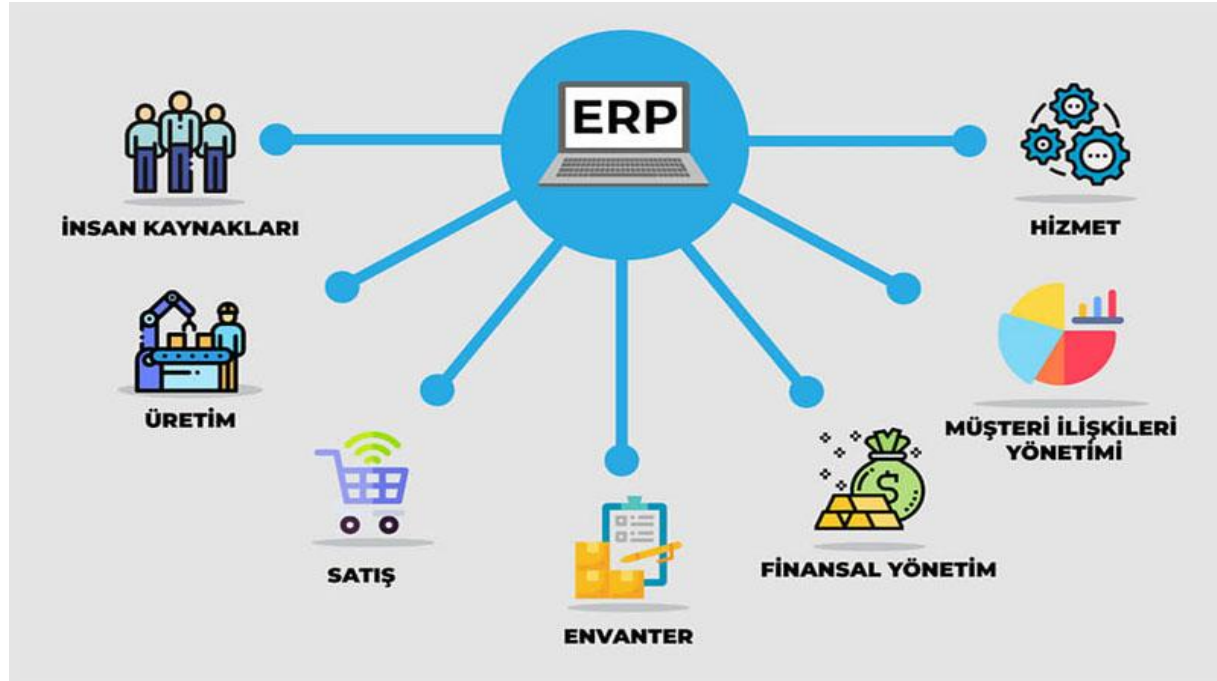 ERP
İNSAN KAYNAKLARI
HİZMET
ÜRETİM
MÜŞTERİ İLİŞKİLERİ
YÖNETİMİ
SATIŞ
FİNANSAL YÖNETİM
ENVANTER